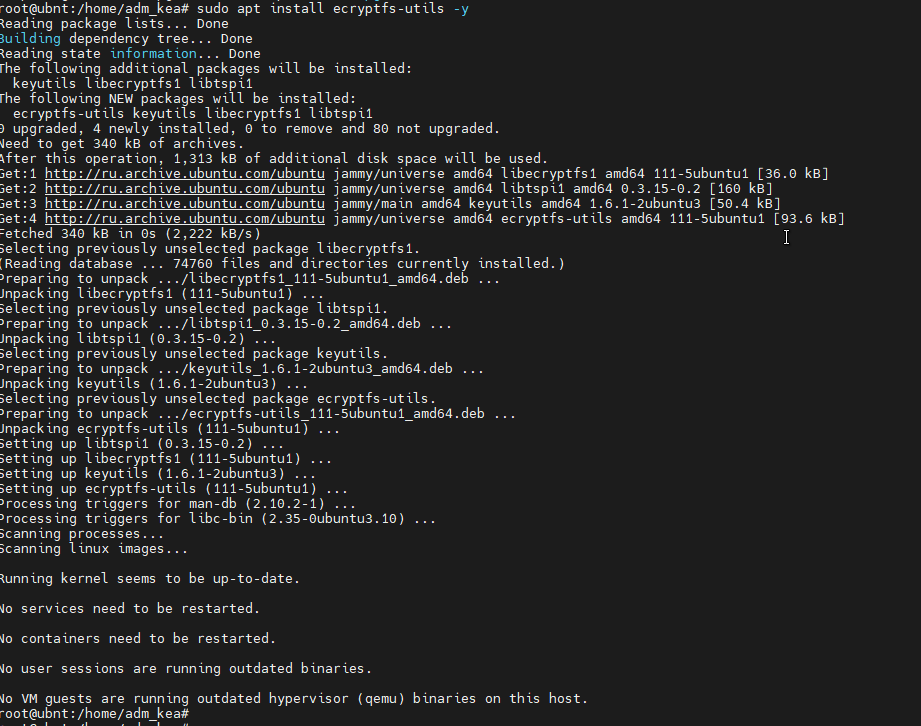 root@ubnt:/home/adm_kea# sudo apt install ecryptfs-utils -y
Reading package lists... Done
Building dependency tree... Done
Reading state information... Done
The following additional packages will be installed:
  keyutils libecryptfs1 libtspi1
The following NEW packages will be installed:
  ecryptfs-utils keyutils libecryptfs1 libtspi1
0 upgraded, 4 newly installed, 0 to remove and 80 not upgraded.
Need to get 340 kB of archives.
After this operation, 1,313 kB of additional disk space will be used.
Get:1 http://ru.archive.ubuntu.com/ubuntu jammy/universe amd64 libecryptfs1 amd64 111-5ubuntu1 [36.0 kB]
Get:2 http://ru.archive.ubuntu.com/ubuntu jammy/universe amd64 libtspi1 amd64 0.3.15-0.2 [160 kB]
Get:3 http://ru.archive.ubuntu.com/ubuntu jammy/main amd64 keyutils amd64 1.6.1-2ubuntu3 [50.4 kB]
Get:4 http://ru.archive.ubuntu.com/ubuntu jammy/universe amd64 ecryptfs-utils amd64 111-5ubuntu1 [93.6 kB]
Fetched 340 kB in 0s (2,222 kB/s)
Selecting previously unselected package libecryptfs1.
(Reading database ... 74760 files and directories currently installed.)
Preparing to unpack .../libecryptfs1_111-5ubuntu1_amd64.deb ...
Unpacking libecryptfs1 (111-5ubuntu1) ...
Selecting previously unselected package libtspi1.
Preparing to unpack .../libtspi1_0.3.15-0.2_amd64.deb ...
Unpacking libtspi1 (0.3.15-0.2) ...
Selecting previously unselected package keyutils.
Preparing to unpack .../keyutils_1.6.1-2ubuntu3_amd64.deb ...
Unpacking keyutils (1.6.1-2ubuntu3) ...
Selecting previously unselected package ecryptfs-utils.
Preparing to unpack .../ecryptfs-utils_111-5ubuntu1_amd64.deb ...
Unpacking ecryptfs-utils (111-5ubuntu1) ...
Setting up libtspi1 (0.3.15-0.2) ...
Setting up libecryptfs1 (111-5ubuntu1) ...
Setting up keyutils (1.6.1-2ubuntu3) ...
Setting up ecryptfs-utils (111-5ubuntu1) ...
Processing triggers for man-db (2.10.2-1) ...
Processing triggers for libc-bin (2.35-0ubuntu3.10) ...
Scanning processes...
Scanning linux images...
Running kernel seems to be up-to-date.
No services need to be restarted.
No containers need to be restarted.
No user sessions are running outdated binaries.
No VM guests are running outdated hypervisor (qemu) binaries on this host.
root@ubnt:/home/adm_kea#